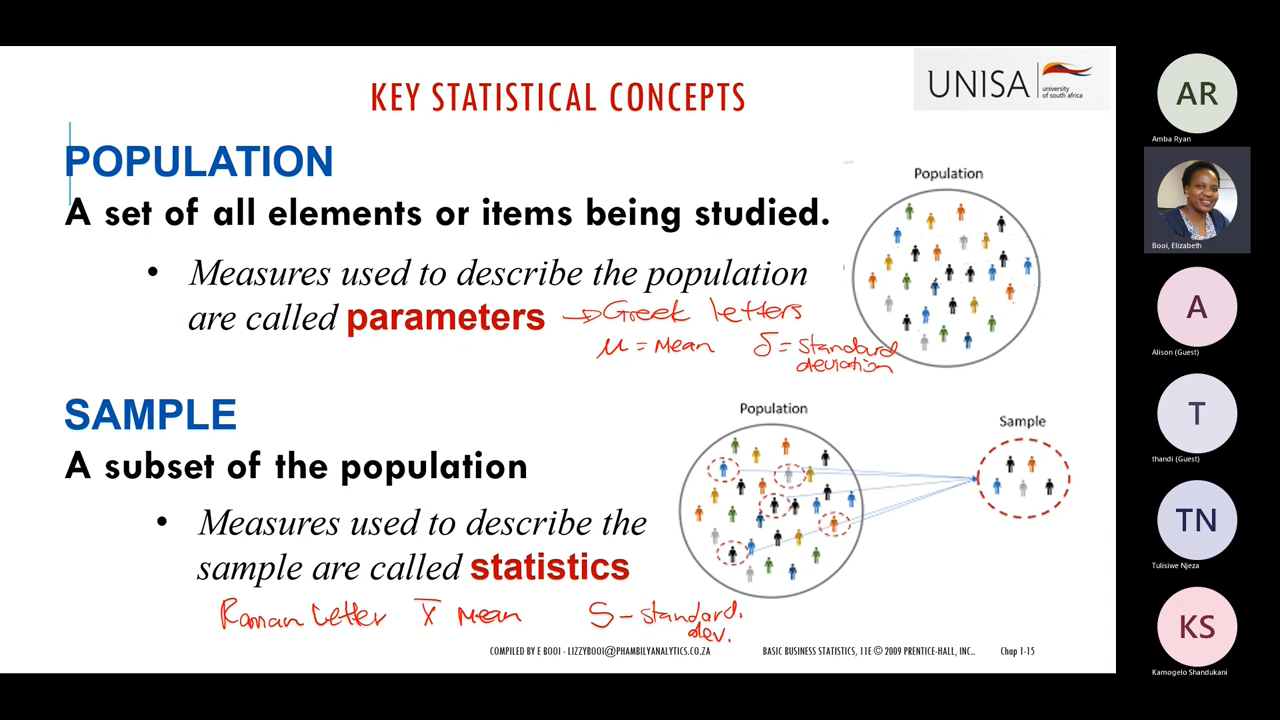 KEY STATISTICAL CONCEPTS
UNISA
university
of south africa
POPULATION
A set of all elements or items being studied.
• Measures used to describe the population
are called parameters → Greek letters
μ = Mean δ = Standard
deviation
Population
SAMPLE
A subset of the population
• Measures used to describe the
sample are called statistics
Roman letter X̅ Mean S – standard.
dev.
Population
Sample
COMPILED BY E BOOI - LIZZYBOOI@PHAMBILYANALYTICS.CO.ZA
BASIC BUSINESS STATISTICS, 11E © 2009 PRENTICE-HALL, INC..
Chap 1-15
AR
Amba Ryan
Booi, Elizabeth
A
Alison (Guest)
T
thandi (Guest)
TN
Tulisiwe Njeza
KS
Kamogelo Shandukani